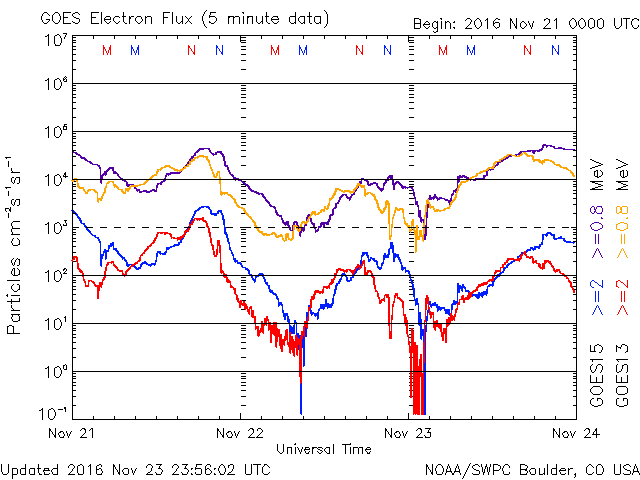 GOES Electron Flux (5 minute data)
Begin: 2016 Nov 21 0000 UTC
M M N N M M N N M M N N
10⁷
10⁶
10⁵
10⁴
10³
10²
10¹
10⁰
10⁻¹
Particles cm⁻²s⁻¹sr⁻¹
GOES15 >=2 >=0.8 MeV
GOES13 >=2 >=0.8 MeV
Nov 21 Nov 22 Nov 23 Nov 24
Universal Time
Updated 2016 Nov 23 23:56:02 UTC
NOAA/SWPC Boulder, CO USA